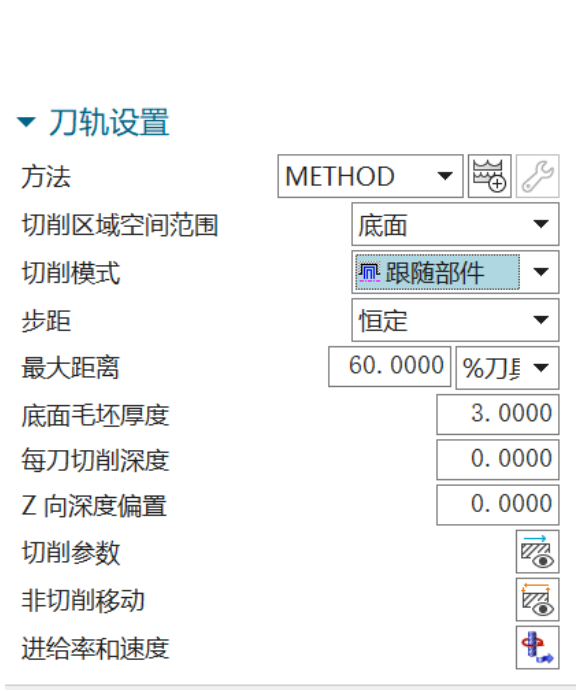 刀轨设置
方法 METHOD
切削区域空间范围 底面
切削模式 跟随部件
步距 恒定
最大距离 60.0000 %刀
底面毛坯厚度 3.0000
每刀切削深度 0.0000
Z 向深度偏置 0.0000
切削参数
非切削移动
进给率和速度